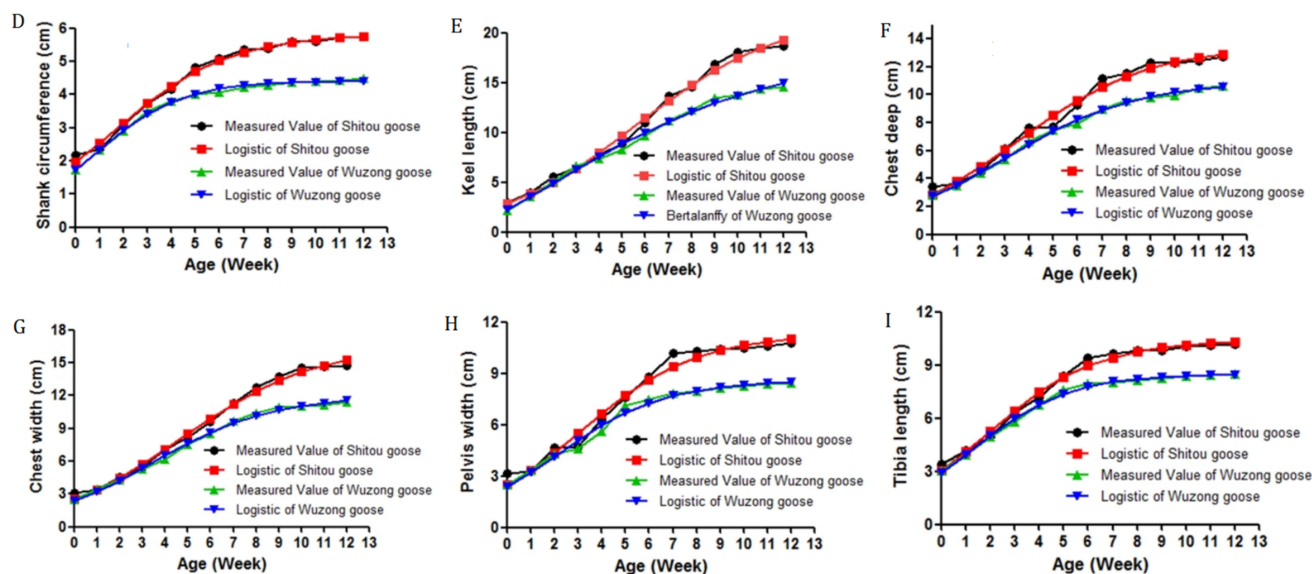 D
Shank circumference (cm)
6
5
4
3
2
1
0
Measured Value of Shitou goose
Logistic of Shitou goose
Measured Value of Wuzong goose
Logistic of Wuzong goose
0 1 2 3 4 5 6 7 8 9 10 11 12 13
Age (Week)
E
Keel length (cm)
20
15
10
5
0
Measured Value of Shitou goose
Logistic of Shitou goose
Measured Value of Wuzong goose
Bertalanffy of Wuzong goose
0 1 2 3 4 5 6 7 8 9 10 11 12 13
Age (Week)
F
Chest deep (cm)
14
12
10
8
6
4
2
0
Measured Value of Shitou goose
Logistic of Shitou goose
Measured Value of Wuzong goose
Logistic of Wuzong goose
0 1 2 3 4 5 6 7 8 9 10 11 12 13
Age (Week)
G
Chest width (cm)
18
15
12
9
6
3
0
Measured Value of Shitou goose
Logistic of Shitou goose
Measured Value of Wuzong goose
Logistic of Wuzong goose
0 1 2 3 4 5 6 7 8 9 10 11 12 13
Age (Week)
H
Pelvis width (cm)
12
9
6
3
0
Measured Value of Shitou goose
Logistic of Shitou goose
Measured Value of Wuzong goose
Logistic of Wuzong goose
0 1 2 3 4 5 6 7 8 9 10 11 12 13
Age (Week)
I
Tibia length (cm)
12
9
6
3
0
Measured Value of Shitou goose
Logistic of Shitou goose
Measured Value of Wuzong goose
Logistic of Wuzong goose
0 1 2 3 4 5 6 7 8 9 10 11 12 13
Age (Week)